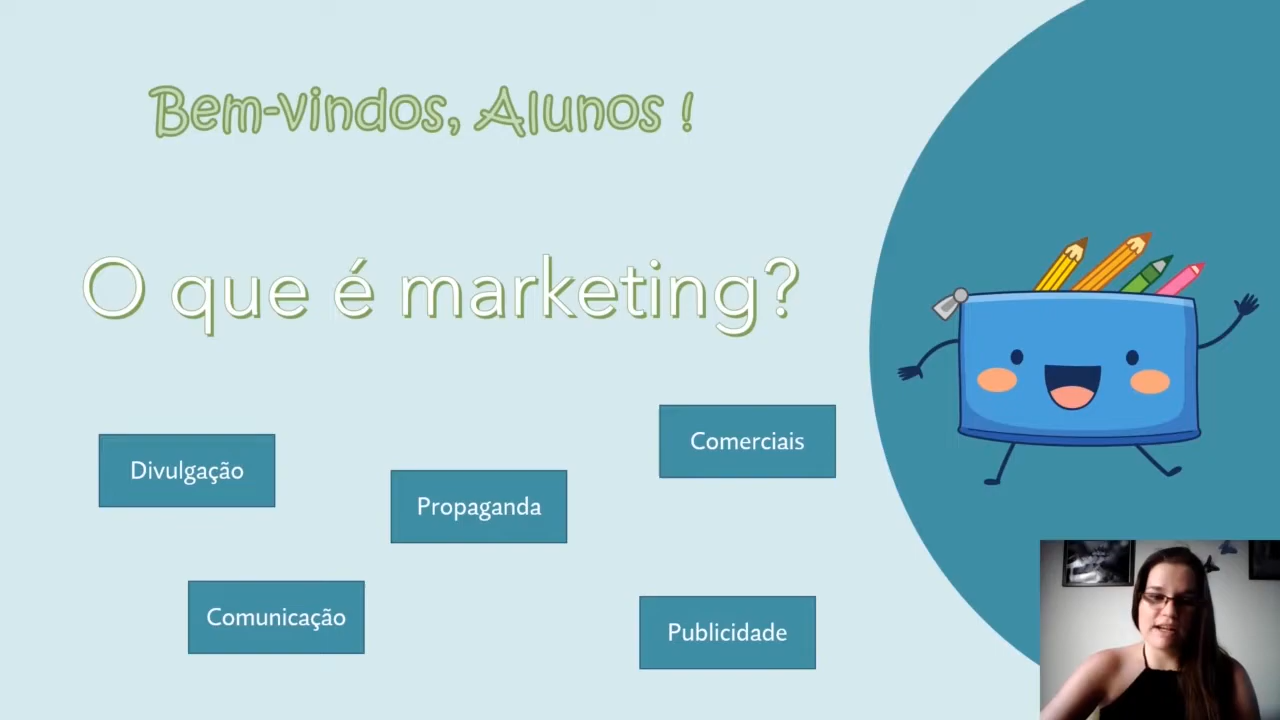 Bem-vindos, Alunos !
O que é marketing?
Comerciais
Divulgação
Propaganda
Comunicação
Publicidade